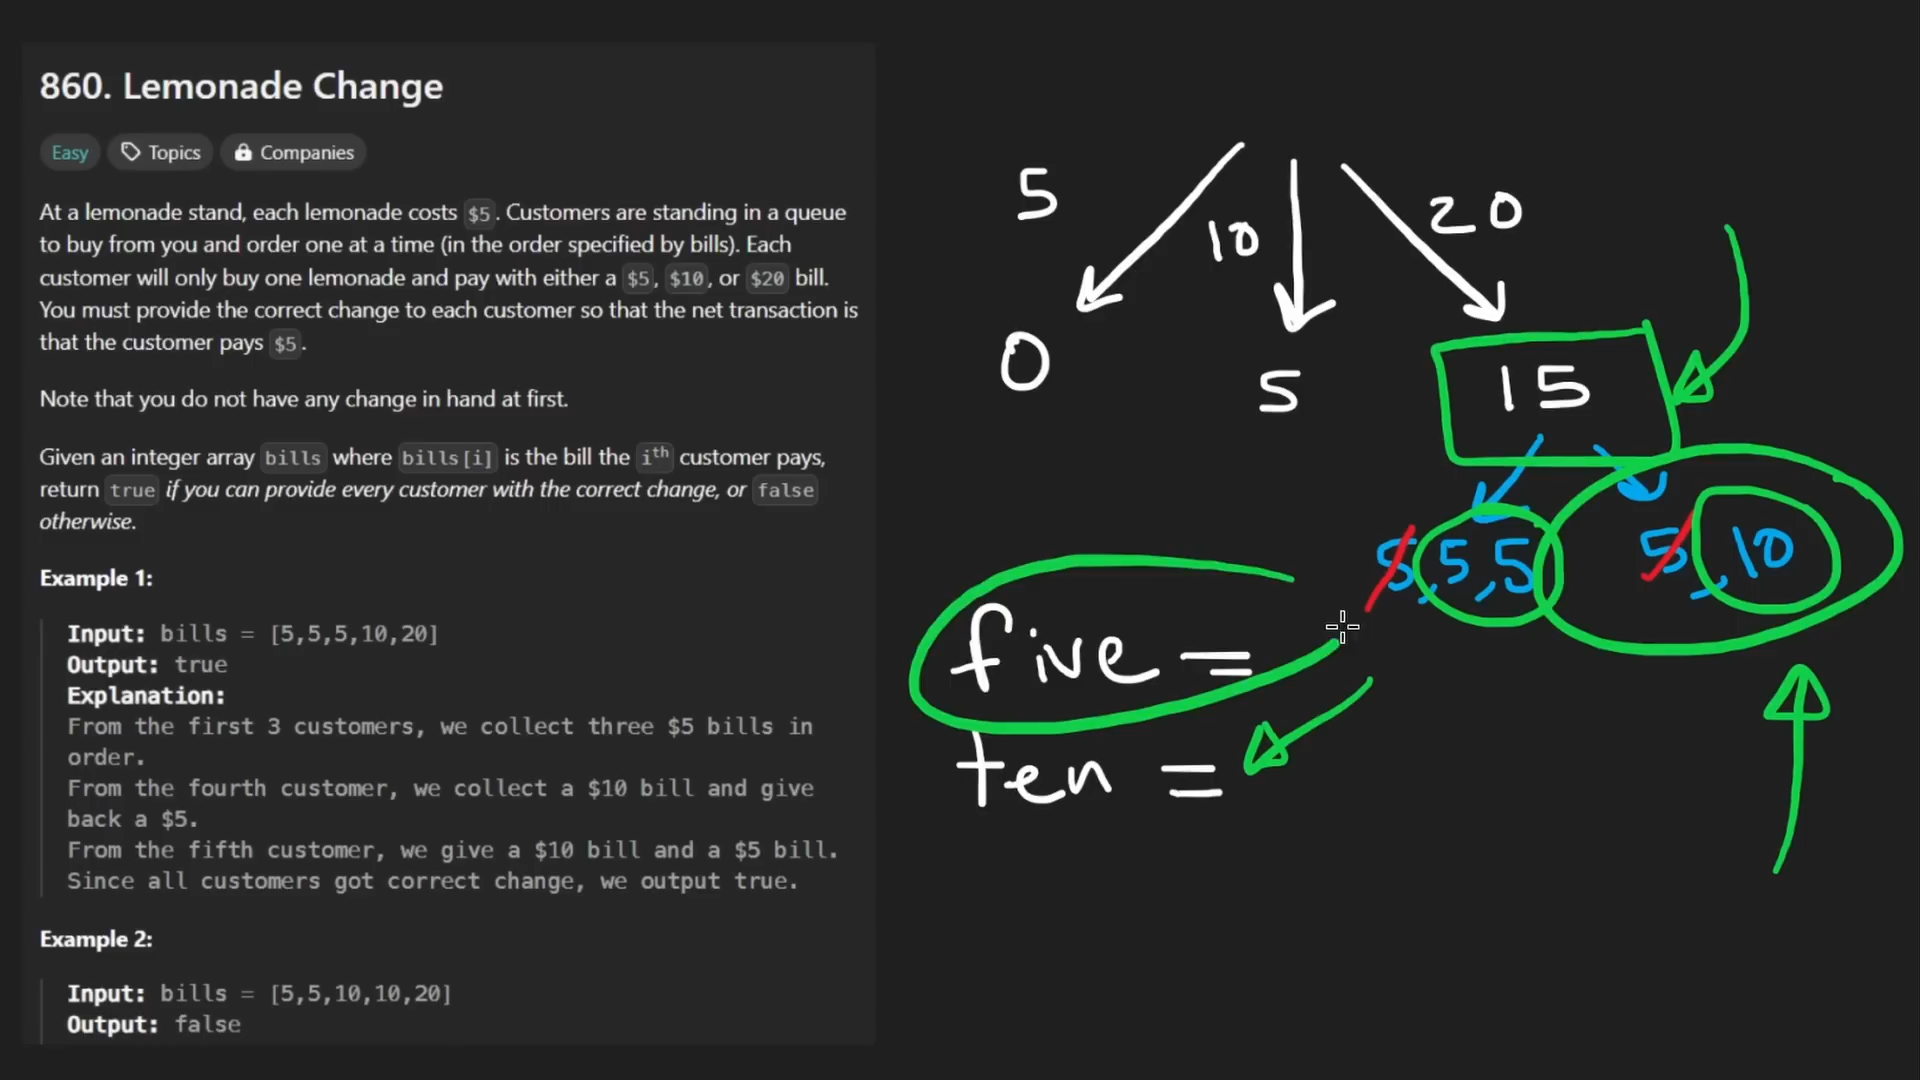 860. Lemonade Change
Easy Topics Companies
At a lemonade stand, each lemonade costs $5. Customers are standing in a queue
to buy from you and order one at a time (in the order specified by bills). Each
customer will only buy one lemonade and pay with either a $5, $10, or $20 bill.
You must provide the correct change to each customer so that the net transaction is
that the customer pays $5.
Note that you do not have any change in hand at first.
Given an integer array bills where bills[i] is the bill the ith customer pays,
return true if you can provide every customer with the correct change, or false
otherwise.
Example 1:
Input: bills = [5,5,5,10,20]
Output: true
Explanation:
From the first 3 customers, we collect three $5 bills in
order.
From the fourth customer, we collect a $10 bill and give
back a $5.
From the fifth customer, we give a $10 bill and a $5 bill.
Since all customers got correct change, we output true.
Example 2:
Input: bills = [5,5,10,10,20]
Output: false
5 10 20
0 5 15
5,5,5 5,10
five =
ten =